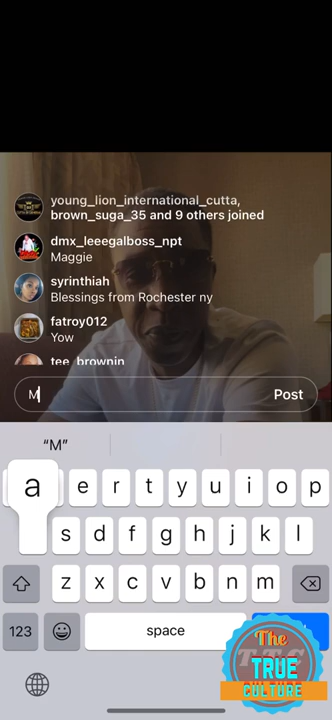 young_lion_international_cutta,
brown_suga_35 and 9 others joined
dmx_leeegalboss_npt
Maggie
syrinthiah
Blessings from Rochester ny
fatroy012
Yow
tee_brownin
M
Post
"M"
a e r t y u i o p
s d f g h j k l
z x c v b n m
123
space
The
T.T.C
TRUE
CULTURE